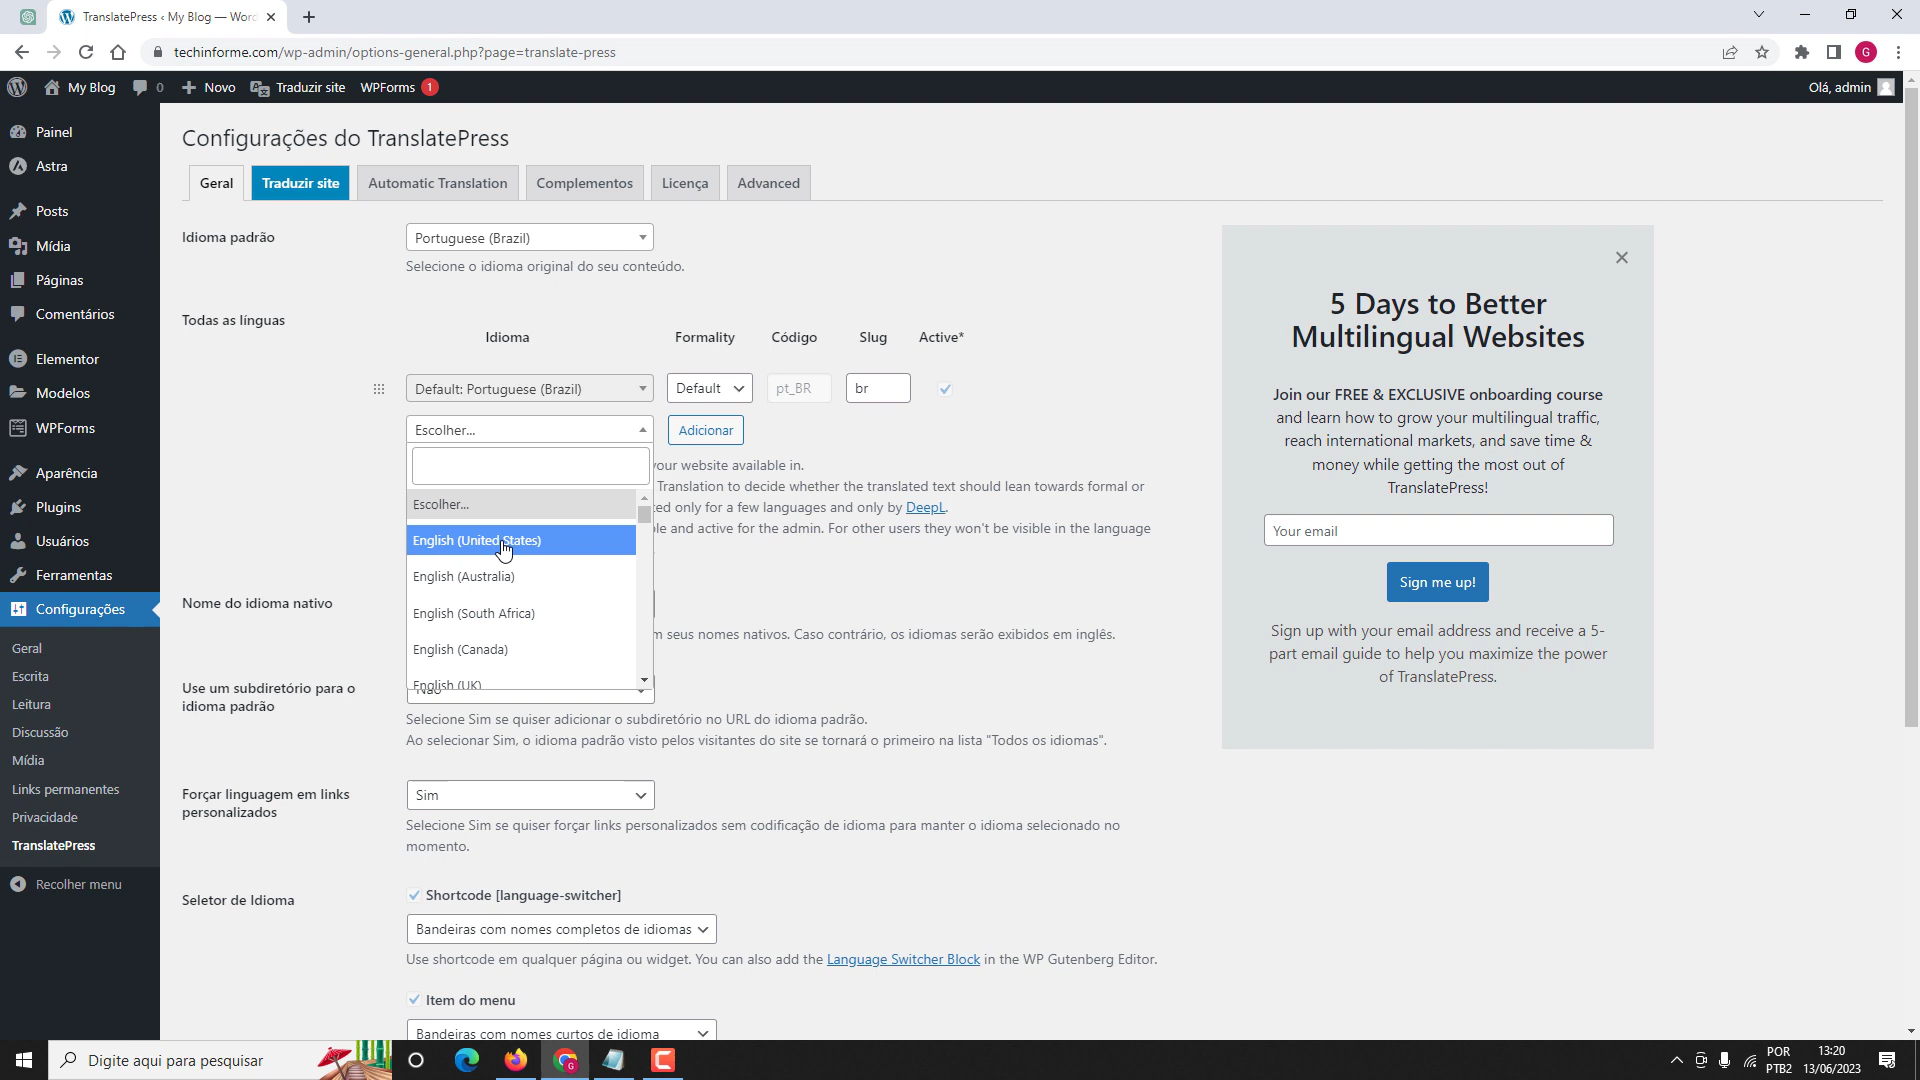 TranslatePress ‹ My Blog — Wor
techinforme.com/wp-admin/options-general.php?page=translate-press
G
My Blog
0
Novo
Traduzir site
WPForms
1
Olá, admin
Painel
Astra
Posts
Mídia
Páginas
Comentários
Elementor
Modelos
WPForms
Aparência
Plugins
Usuários
Ferramentas
Configurações
Geral
Escrita
Leitura
Discussão
Mídia
Links permanentes
Privacidade
TranslatePress
Recolher menu
Configurações do TranslatePress
Geral
Traduzir site
Automatic Translation
Complementos
Licença
Advanced
Idioma padrão
Portuguese (Brazil)
Selecione o idioma original do seu conteúdo.
Todas as línguas
Idioma
Formality
Código
Slug
Active*
Default: Portuguese (Brazil)
Default
pt_BR
br
Escolher...
Adicionar
Escolher...
English (United States)
English (Australia)
English (South Africa)
English (Canada)
English (UK)
your website available in.
Translation to decide whether the translated text should lean towards formal or
ted only for a few languages and only by DeepL.
le and active for the admin. For other users they won't be visible in the language
Nome do idioma nativo
m seus nomes nativos. Caso contrário, os idiomas serão exibidos em inglês.
Use um subdiretório para o
idioma padrão
Não
Selecione Sim se quiser adicionar o subdiretório no URL do idioma padrão.
Ao selecionar Sim, o idioma padrão visto pelos visitantes do site se tornará o primeiro na lista "Todos os idiomas".
Forçar linguagem em links
personalizados
Sim
Selecione Sim se quiser forçar links personalizados sem codificação de idioma para manter o idioma selecionado no
momento.
Seletor de Idioma
Shortcode [language-switcher]
Bandeiras com nomes completos de idiomas
Use shortcode em qualquer página ou widget. You can also add the Language Switcher Block in the WP Gutenberg Editor.
Item do menu
Bandeiras com nomes curtos de idioma
5 Days to Better
Multilingual Websites
Join our FREE & EXCLUSIVE onboarding course
and learn how to grow your multilingual traffic,
reach international markets, and save time &
money while getting the most out of
TranslatePress!
Your email
Sign me up!
Sign up with your email address and receive a 5-
part email guide to help you maximize the power
of TranslatePress.
Digite aqui para pesquisar
POR
PTB2
13:20
13/06/2023